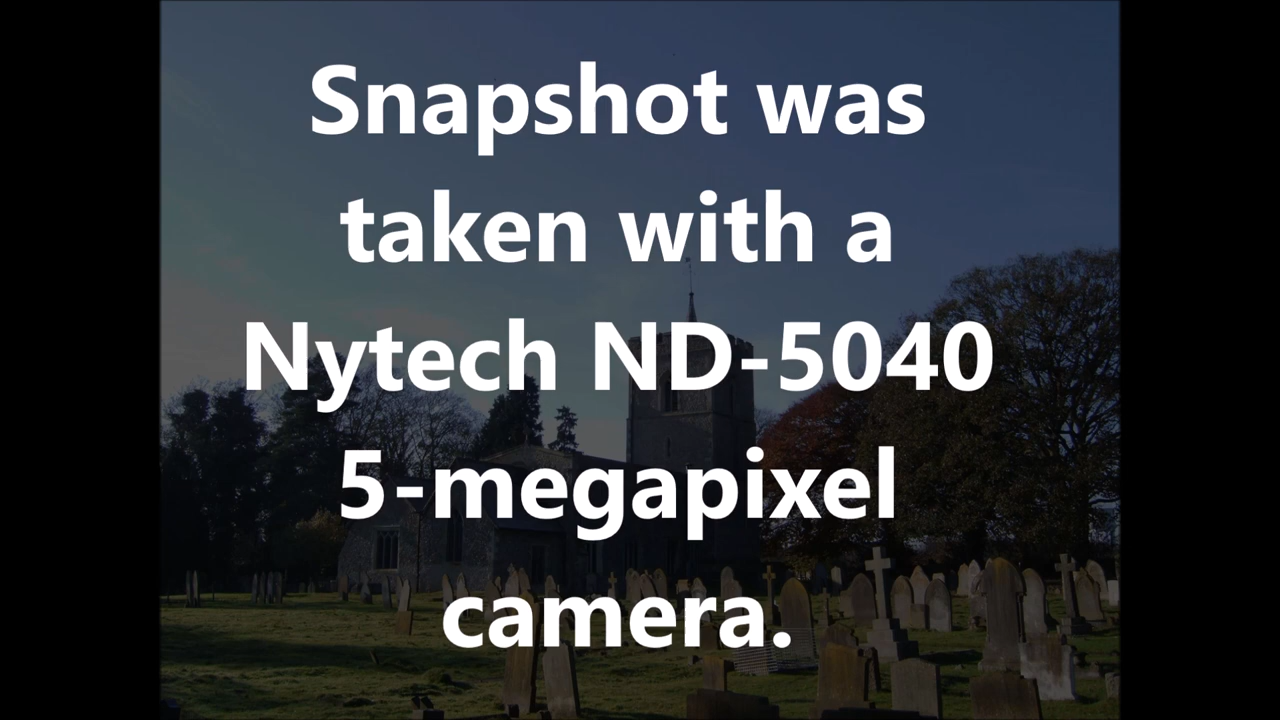 Snapshot was
taken with a
Nytech ND-5040
5-megapixel
camera.